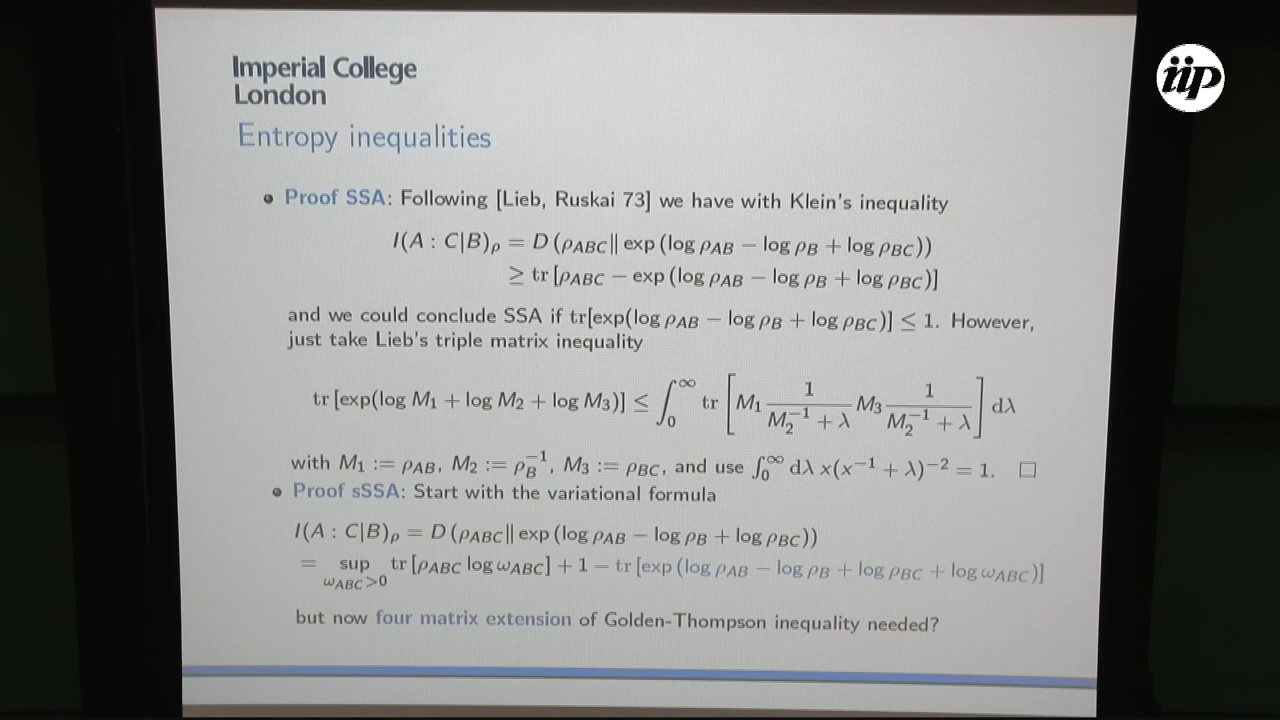 Imperial College
London
iip
Entropy inequalities
• Proof SSA: Following [Lieb, Ruskai 73] we have with Klein's inequality
I(A : C|B)ρ = D (ρABC|| exp (log ρAB − log ρB + log ρBC))
≥ tr [ρABC − exp (log ρAB − log ρB + log ρBC)]
and we could conclude SSA if tr[exp(log ρAB − log ρB + log ρBC)] ≤ 1. However,
just take Lieb's triple matrix inequality
tr [exp(log M₁ + log M₂ + log M₃)] ≤ ∫₀^∞ tr [M₁ 1/(M₂⁻¹ + λ) M₃ 1/(M₂⁻¹ + λ)] dλ
with M₁ := ρAB, M₂ := ρB⁻¹, M₃ := ρBC, and use ∫₀^∞ dλ x(x⁻¹ + λ)⁻² = 1. □
• Proof sSSA: Start with the variational formula
I(A : C|B)ρ = D (ρABC|| exp (log ρAB − log ρB + log ρBC))
= sup ωABC>0 tr [ρABC log ωABC] + 1 − tr [exp (log ρAB − log ρB + log ρBC + log ωABC)]
but now four matrix extension of Golden-Thompson inequality needed?